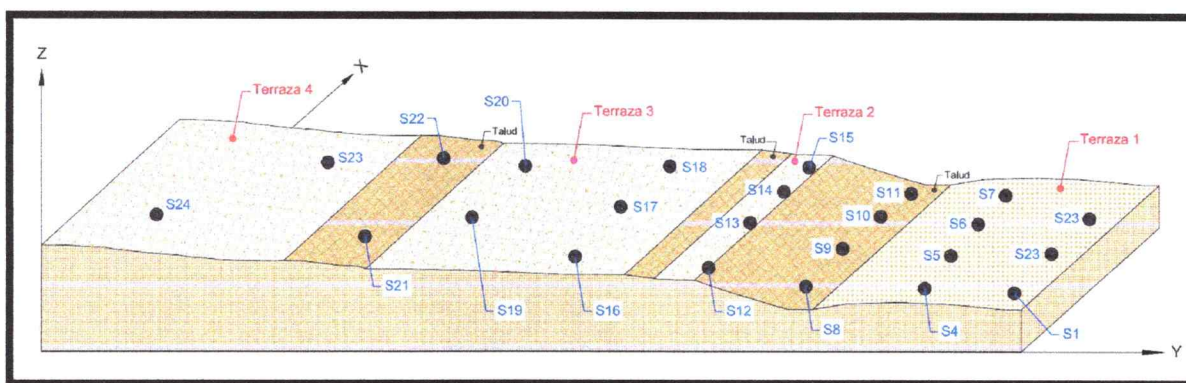 Z
X
Terraza 4
S20
Terraza 3
Terraza 2
S22
Talud
Talud
S15
Terraza 1
S23
S18
Talud
S14
S11
S7
S24
S17
S13
S10
S6
S23
S9
S5
S23
S21
S19
S16
S12
S8
S4
S1
Y